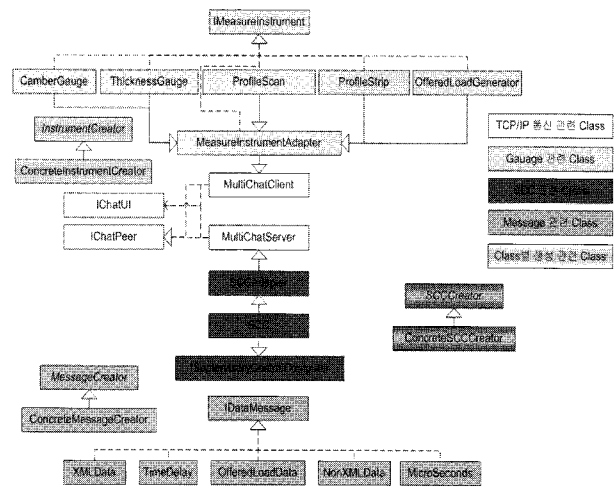 IMeasureInstrument
CamberGauge
ThicknessGauge
ProfileScan
ProfileStrip
OfferedLoadGenerator
InstrumentCreator
MeasureInstrumentAdapter
ConcreteInstrumentCreator
MultiChatClient
IChatUI
IChatPeer
MultiChatServer
TCP/IP 통신 관련 Class
Gauage 관련 Class
Message 관련 Class
Class별 생성 관련 Class
SCCCreator
ConcreteSCCCreator
MessageCreator
ConcreteMessageCreator
IDataMessage
XMLData
TimeDelay
OfferedLoadData
NonXMLData
MicroSeconds